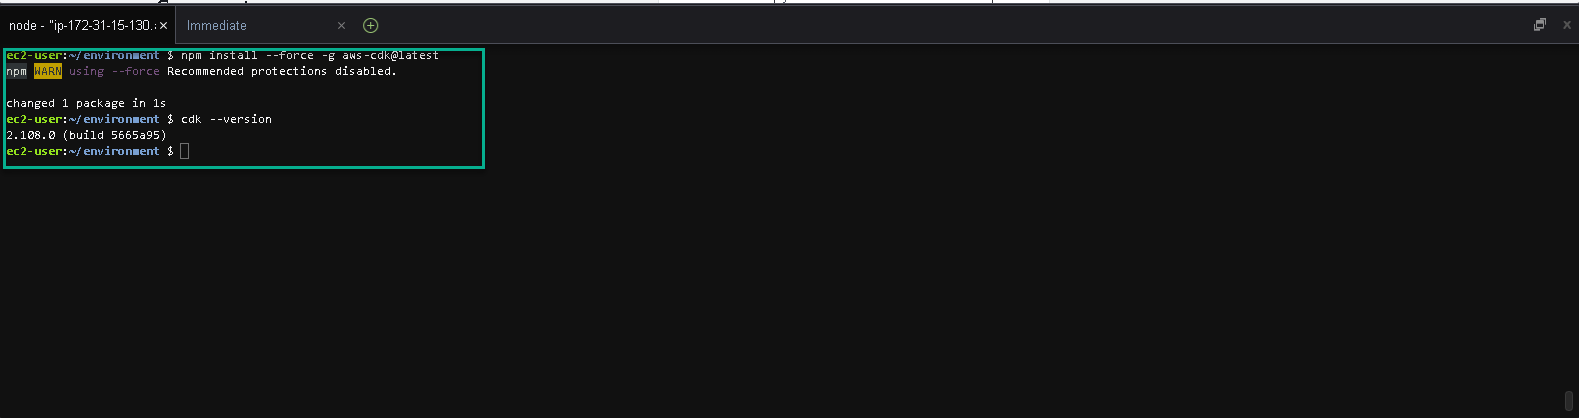 node - "ip-172-31-15-130.
Immediate
ec2-user:~/environment $ npm install --force -g aws-cdk@latest
npm WARN using --force Recommended protections disabled.
changed 1 package in 1s
ec2-user:~/environment $ cdk --version
2.108.0 (build 5665a95)
ec2-user:~/environment $